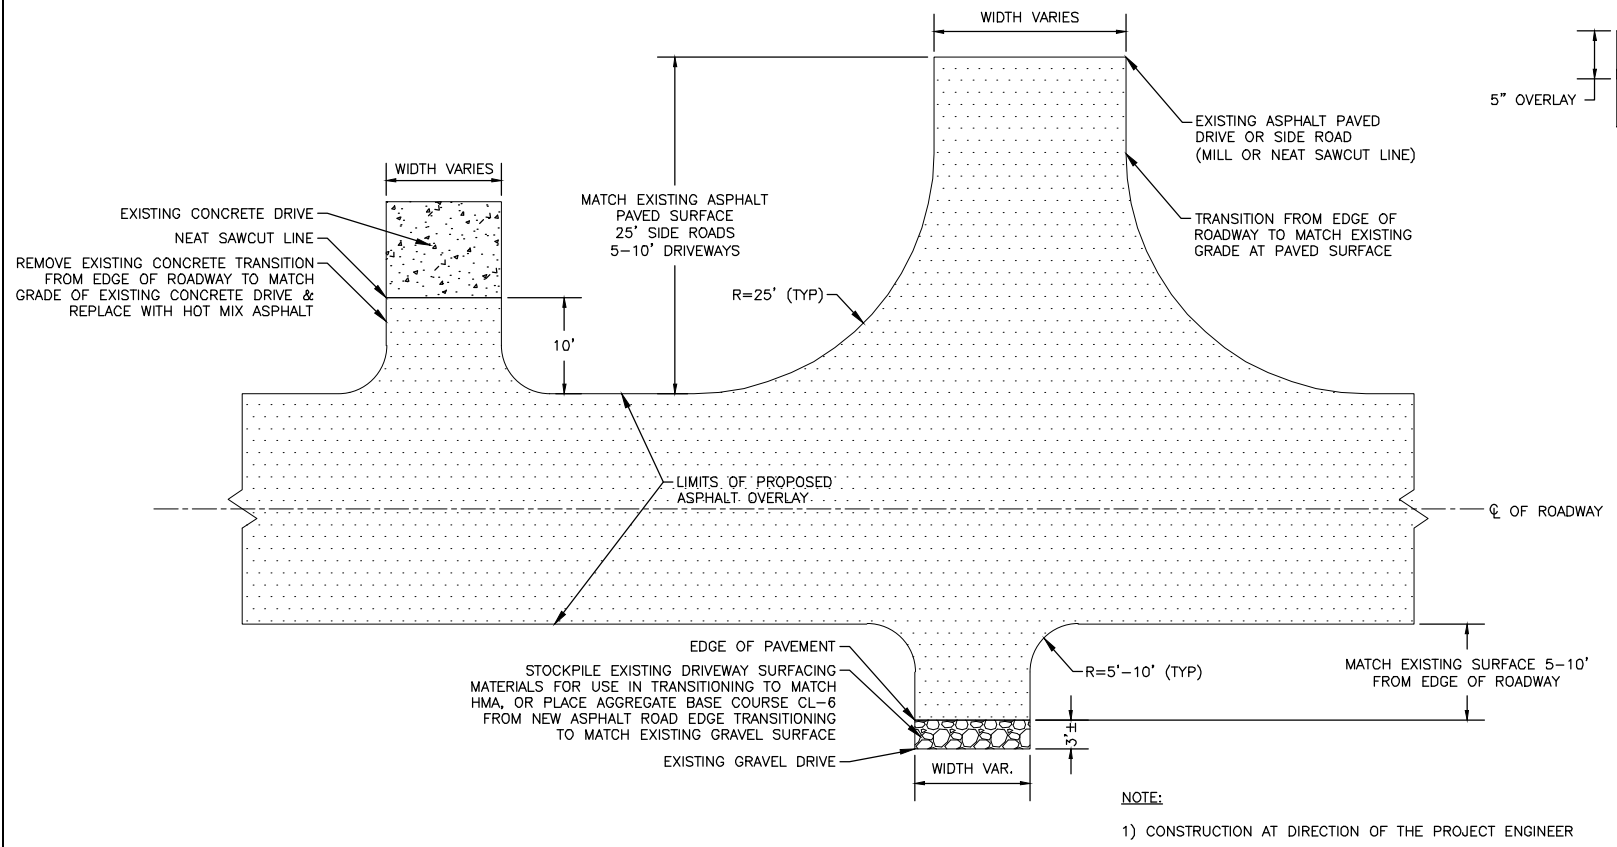 WIDTH VARIES
5” OVERLAY
EXISTING ASPHALT PAVED
DRIVE OR SIDE ROAD
(MILL OR NEAT SAWCUT LINE)
WIDTH VARIES
MATCH EXISTING ASPHALT
PAVED SURFACE
25' SIDE ROADS
5-10' DRIVEWAYS
EXISTING CONCRETE DRIVE
NEAT SAWCUT LINE
REMOVE EXISTING CONCRETE TRANSITION
FROM EDGE OF ROADWAY TO MATCH
GRADE OF EXISTING CONCRETE DRIVE &
REPLACE WITH HOT MIX ASPHALT
TRANSITION FROM EDGE OF
ROADWAY TO MATCH EXISTING
GRADE AT PAVED SURFACE
R=25' (TYP)
10'
LIMITS OF PROPOSED
ASPHALT OVERLAY
℄ OF ROADWAY
EDGE OF PAVEMENT
STOCKPILE EXISTING DRIVEWAY SURFACING
MATERIALS FOR USE IN TRANSITIONING TO MATCH
HMA, OR PLACE AGGREGATE BASE COURSE CL-6
FROM NEW ASPHALT ROAD EDGE TRANSITIONING
TO MATCH EXISTING GRAVEL SURFACE
EXISTING GRAVEL DRIVE
R=5'-10' (TYP)
MATCH EXISTING SURFACE 5-10'
FROM EDGE OF ROADWAY
3'±
WIDTH VAR.
NOTE:
1) CONSTRUCTION AT DIRECTION OF THE PROJECT ENGINEER